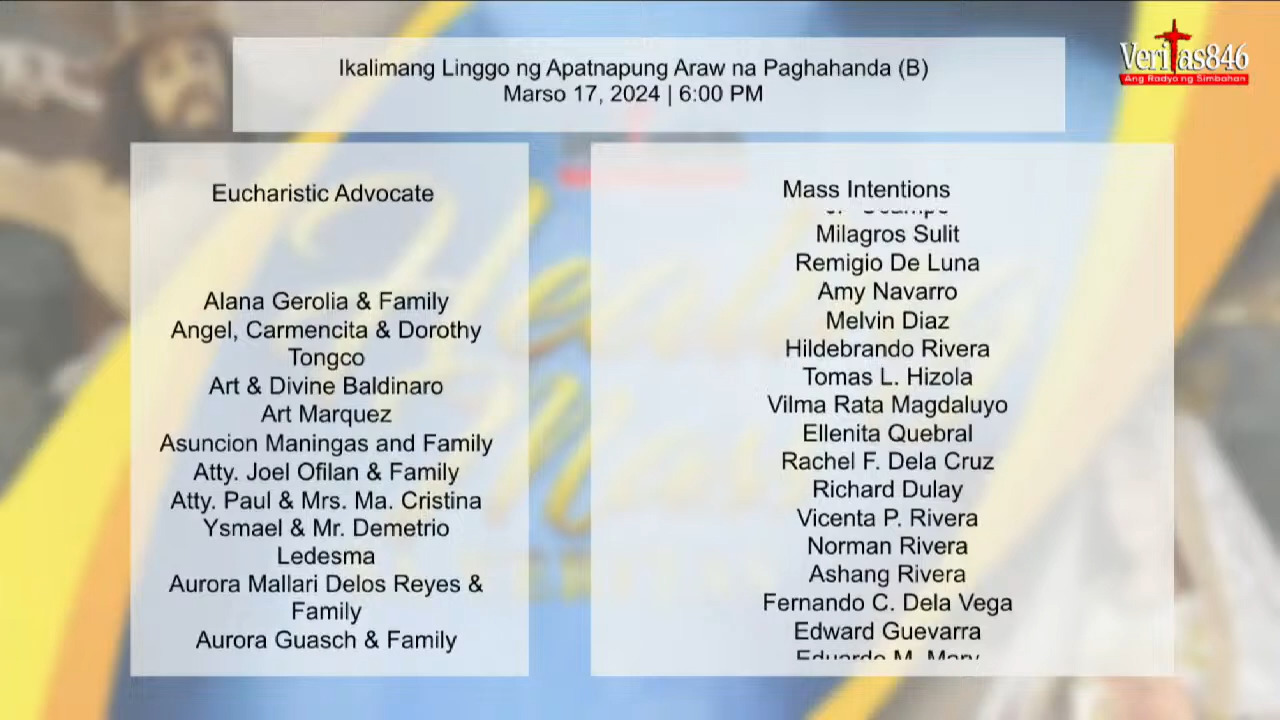 Ikalimang Linggo ng Apatnapung Araw na Paghahanda (B)
Marso 17, 2024 | 6:00 PM
Veritas846
Ang Radyo ng Simbahan
Eucharistic Advocate
Alana Gerolia & Family
Angel, Carmencita & Dorothy
Tongco
Art & Divine Baldinaro
Art Marquez
Asuncion Maningas and Family
Atty. Joel Ofilan & Family
Atty. Paul & Mrs. Ma. Cristina
Ysmael & Mr. Demetrio
Ledesma
Aurora Mallari Delos Reyes &
Family
Aurora Guasch & Family
Mass Intentions
Milagros Sulit
Remigio De Luna
Amy Navarro
Melvin Diaz
Hildebrando Rivera
Tomas L. Hizola
Vilma Rata Magdaluyo
Ellenita Quebral
Rachel F. Dela Cruz
Richard Dulay
Vicenta P. Rivera
Norman Rivera
Ashang Rivera
Fernando C. Dela Vega
Edward Guevarra